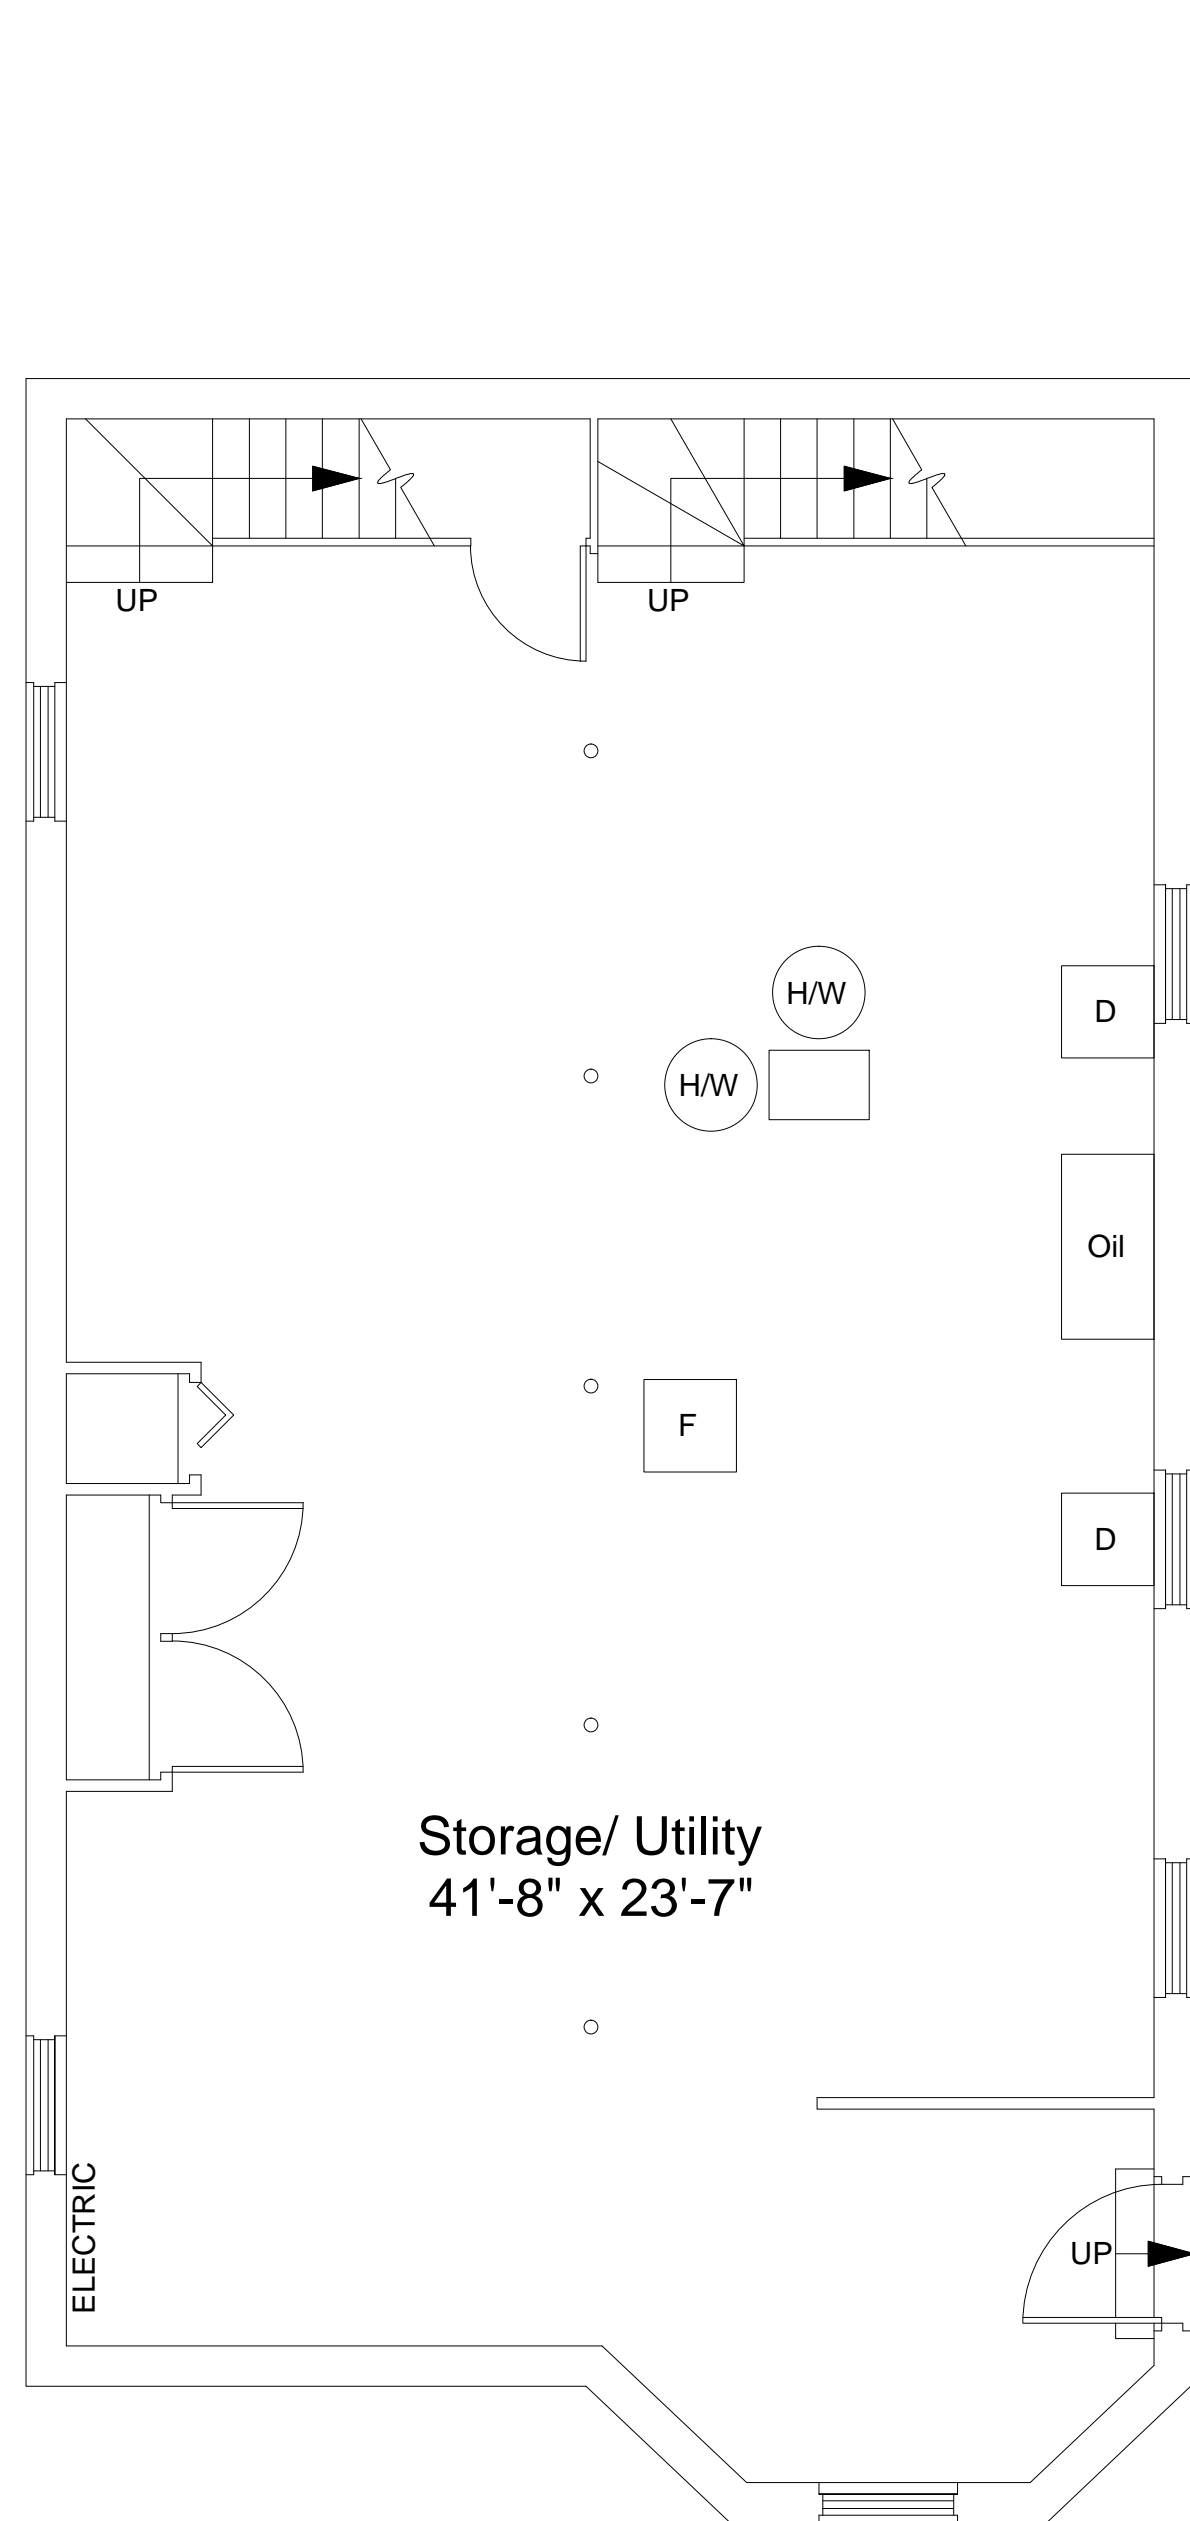 UP
UP
H/W
D
H/W
Oil
F
D
Storage/ Utility
41'-8" x 23'-7"
ELECTRIC
UP